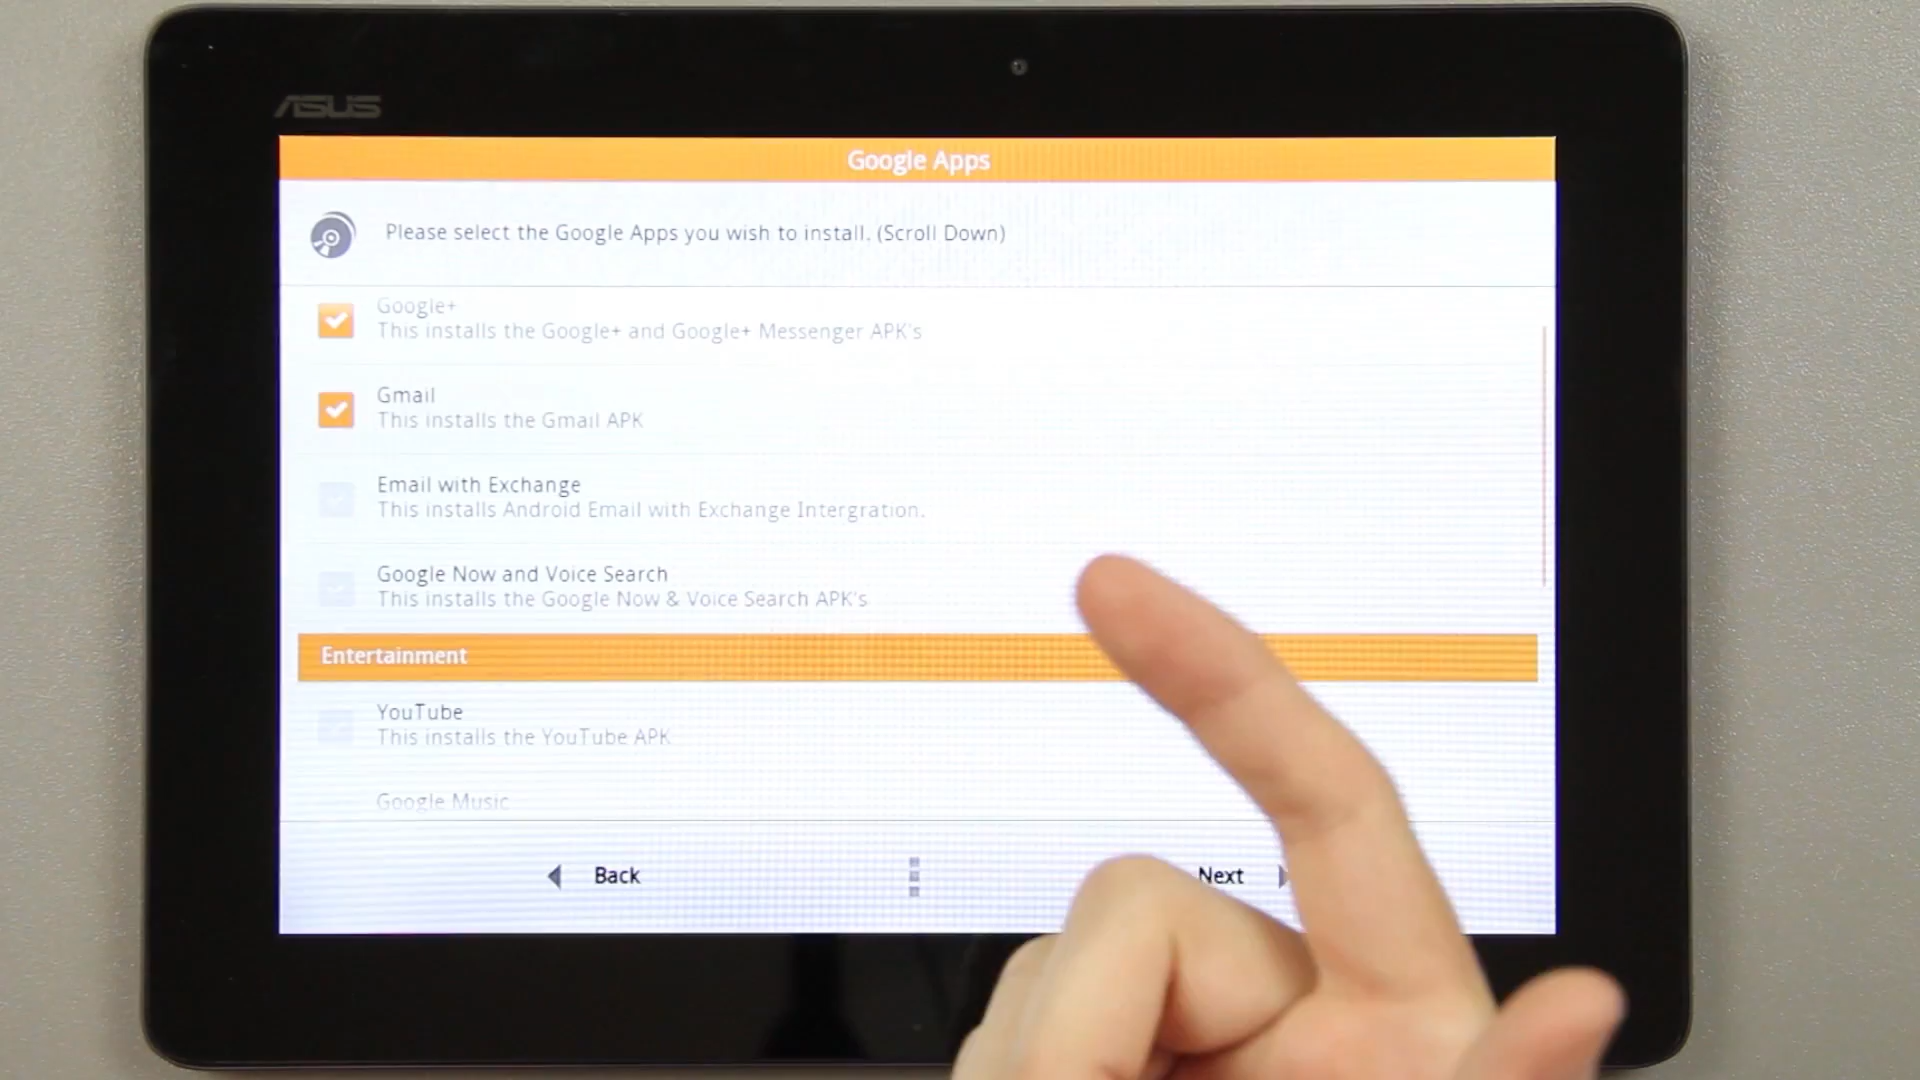 ASUS
Google Apps
Please select the Google Apps you wish to install. (Scroll Down)
Google+
This installs the Google+ and Google+ Messenger APK's
Gmail
This installs the Gmail APK
Email with Exchange
This installs Android Email with Exchange Intergration.
Google Now and Voice Search
This installs the Google Now & Voice Search APK's
Entertainment
YouTube
This installs the YouTube APK
Google Music
Back
Next